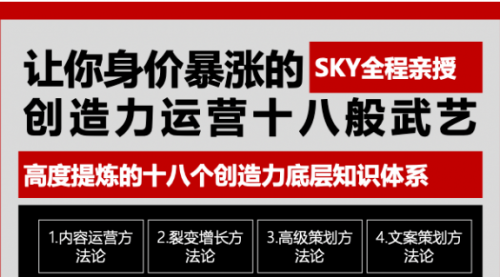 让你身价暴涨的 SKY全程亲授
创造力运营十八般武艺
高度提炼的十八个创造力底层知识体系
1.内容运营方法论
2.裂变增长方法论
3.高级策划方法论
4.文案策划方法论